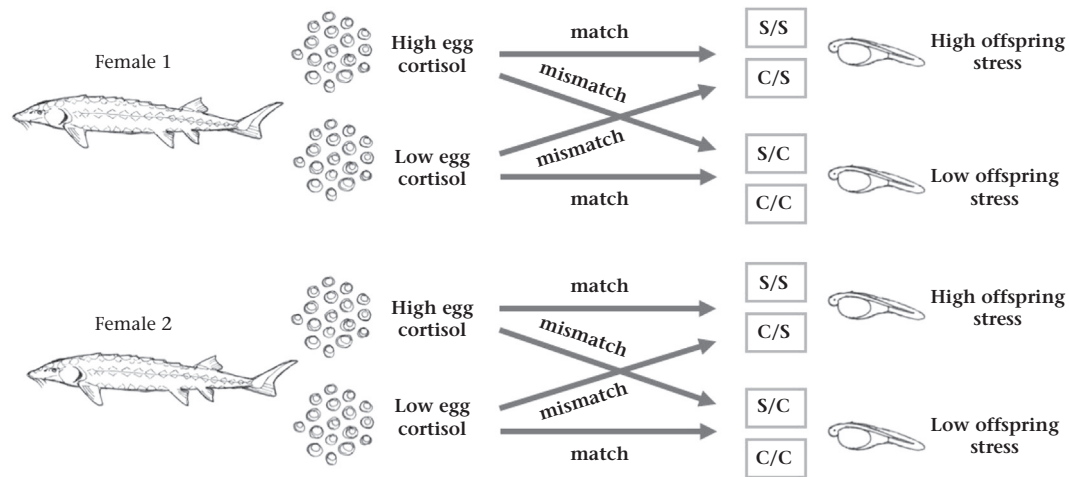 Female 1
High egg
cortisol
match
mismatch
S/S
C/S
High offspring
stress
Low egg
cortisol
mismatch
match
S/C
C/C
Low offspring
stress
Female 2
High egg
cortisol
match
mismatch
S/S
C/S
High offspring
stress
Low egg
cortisol
mismatch
match
S/C
C/C
Low offspring
stress